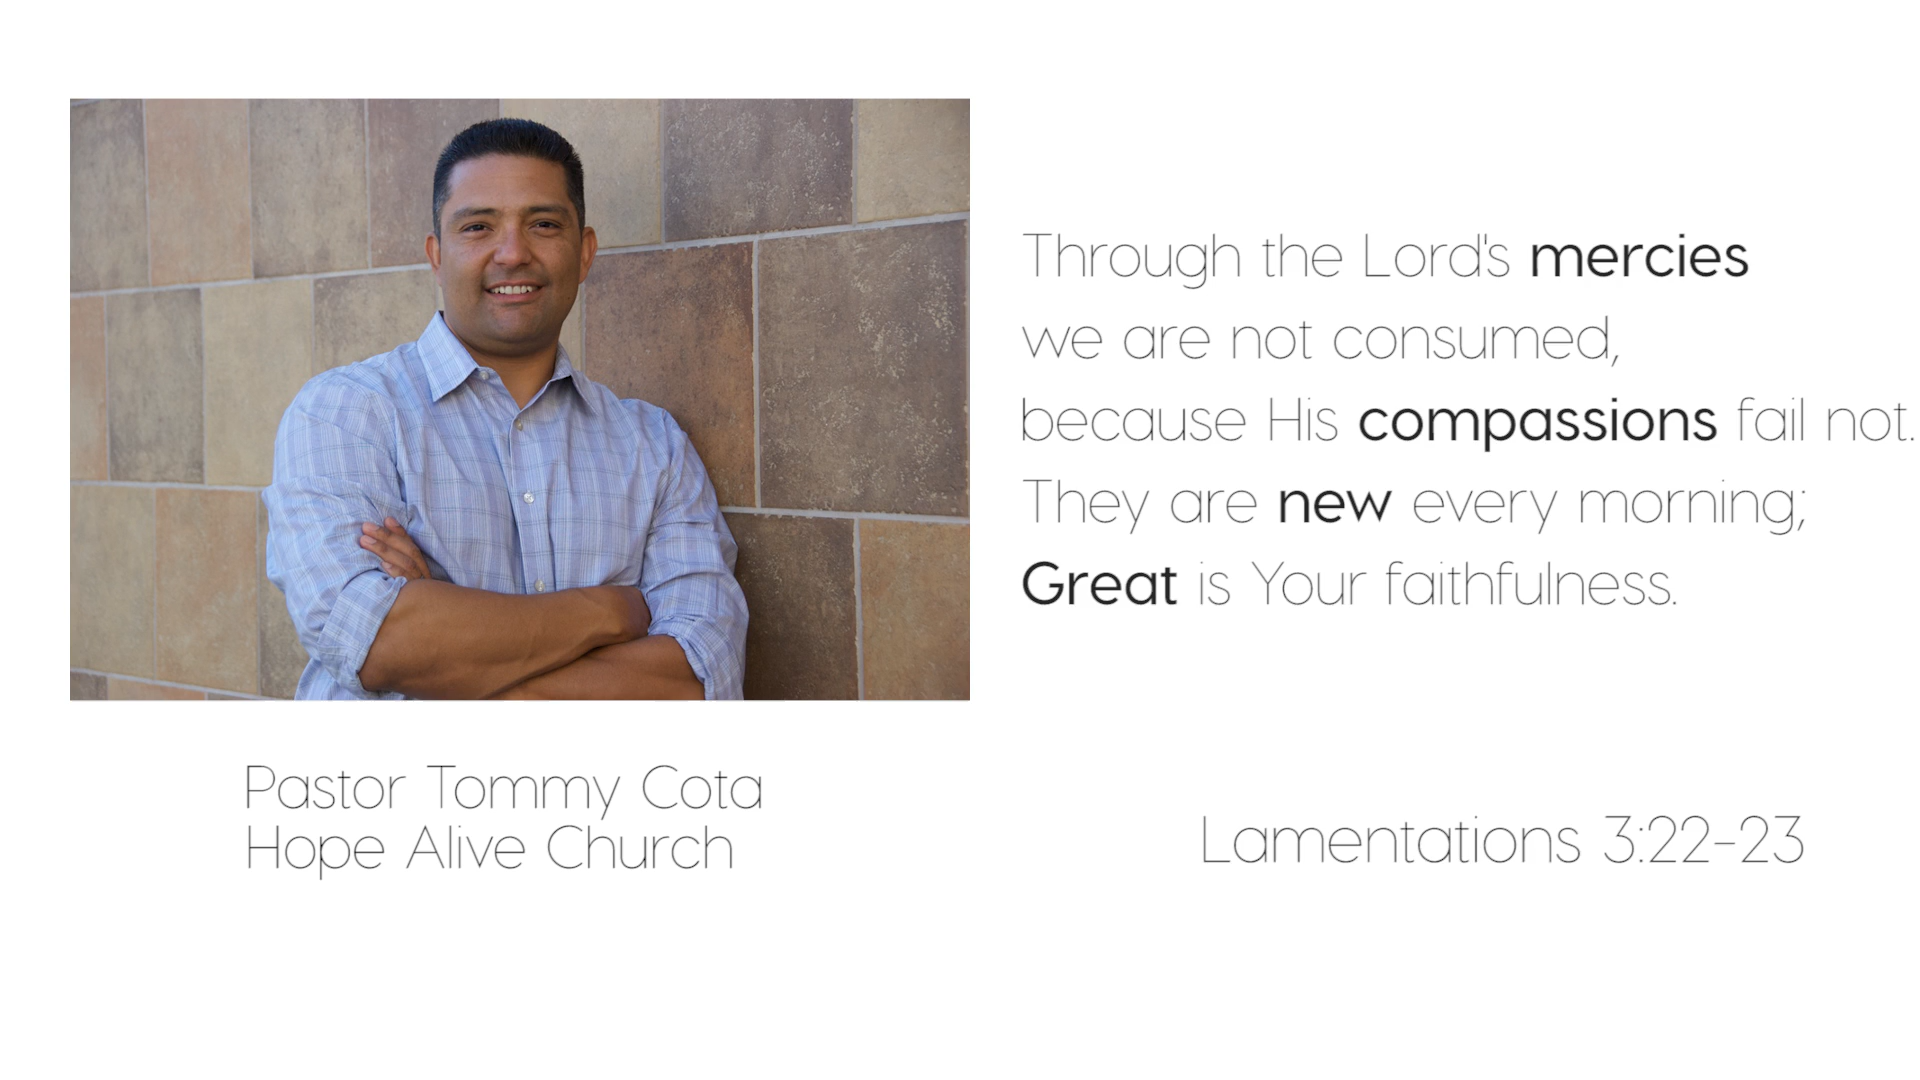 Through the Lord's mercies
we are not consumed,
because His compassions fail not.
They are new every morning;
Great is Your faithfulness.
Lamentations 3:22-23
Pastor Tommy Cota
Hope Alive Church